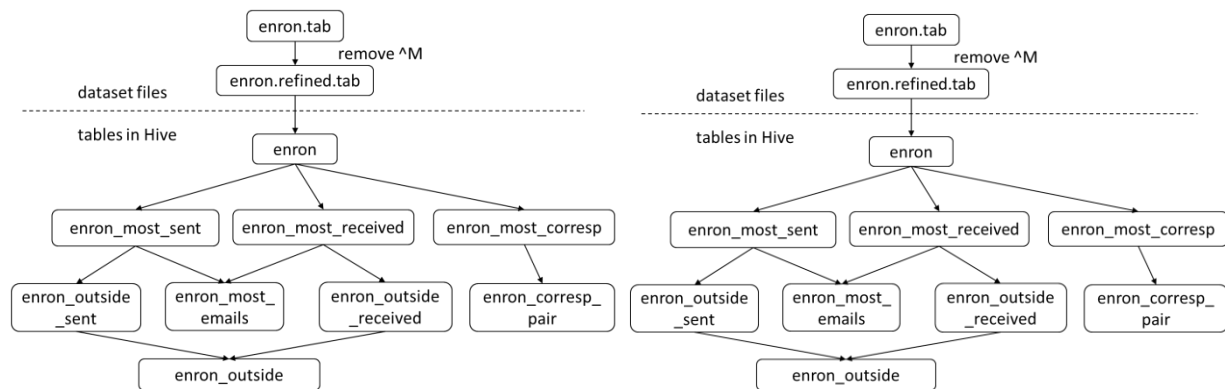 enron.tab
remove ^M
enron.refined.tab
dataset files
tables in Hive
enron
enron_most_sent
enron_most_received
enron_most_corresp
enron_outside
_sent
enron_most_
emails
enron_outside
_received
enron_corresp_
pair
enron_outside
enron.tab
remove ^M
enron.refined.tab
dataset files
tables in Hive
enron
enron_most_sent
enron_most_received
enron_most_corresp
enron_outside
_sent
enron_most_
emails
enron_outside
_received
enron_corresp_
pair
enron_outside